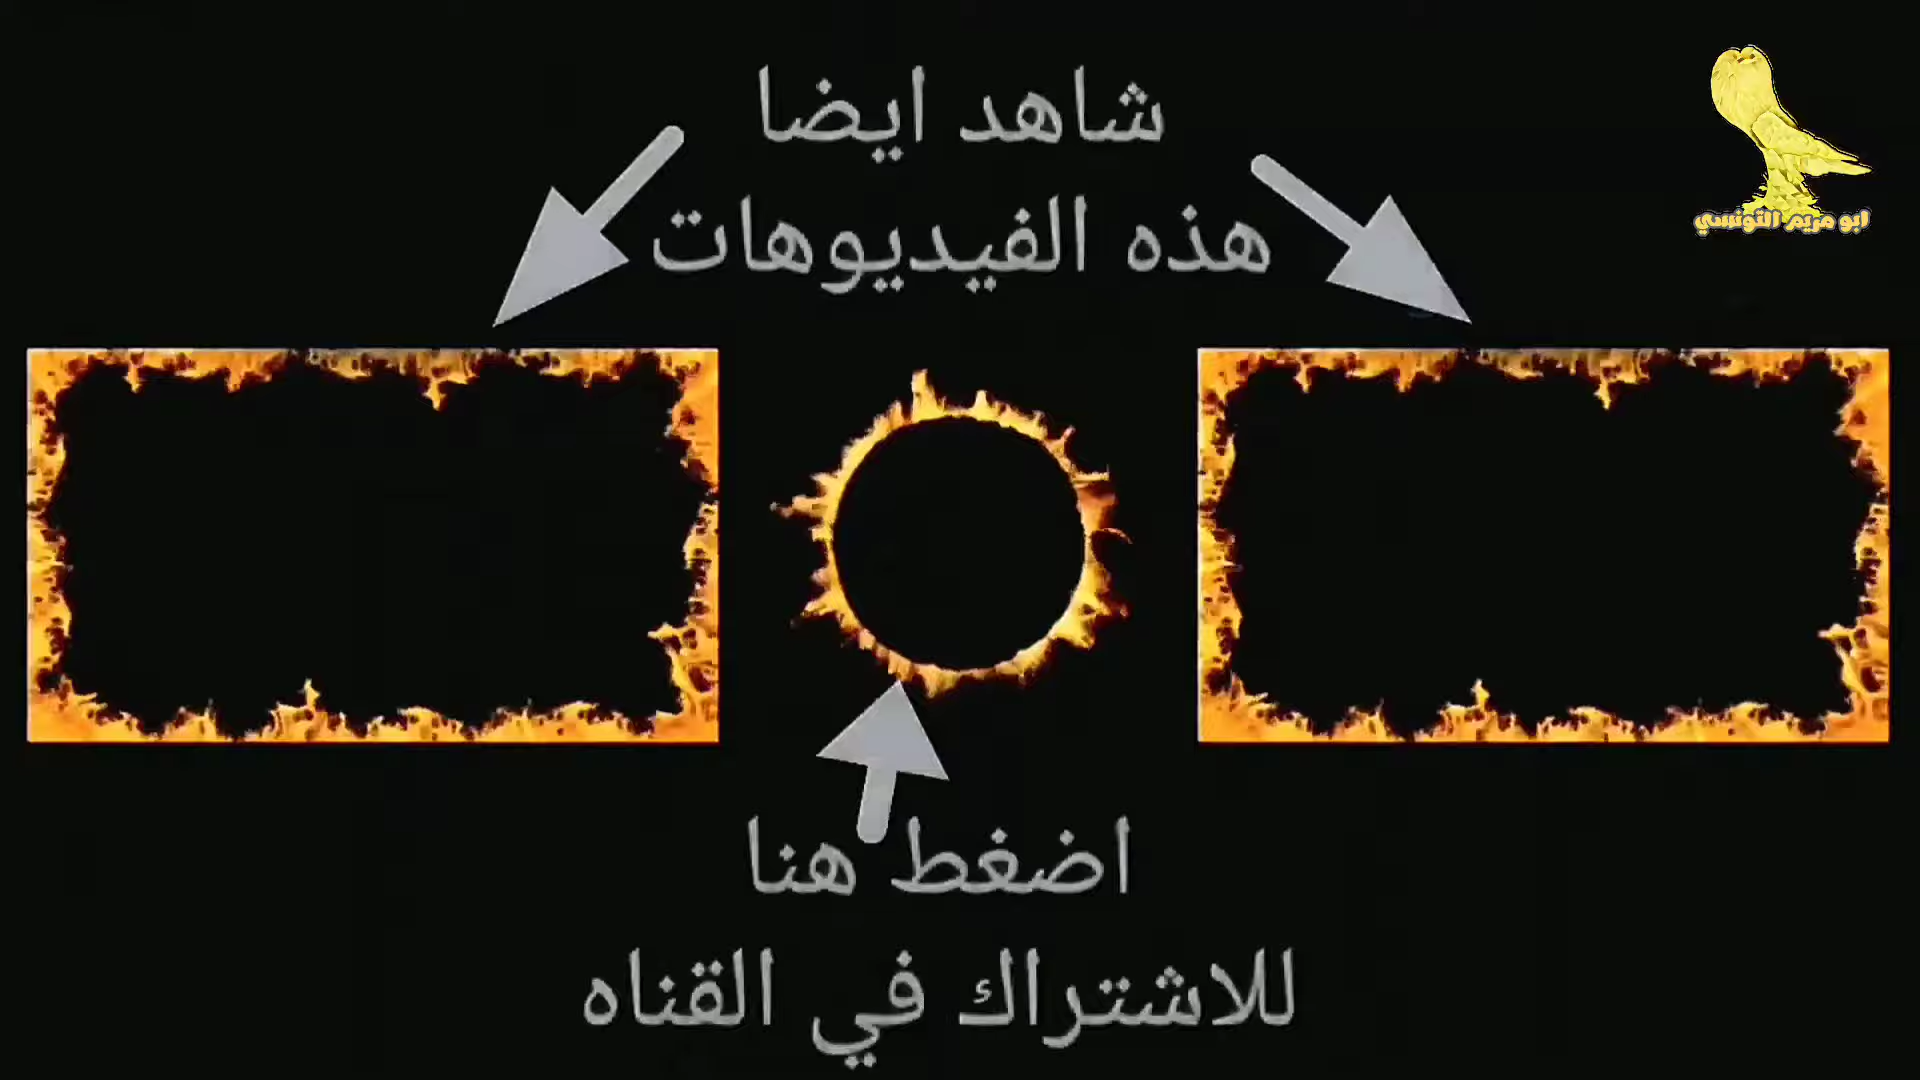 شاهد ايضا
هذه الفيديوهات
ابو مريم التونسي
اضغط هنا
للاشتراك في القناه